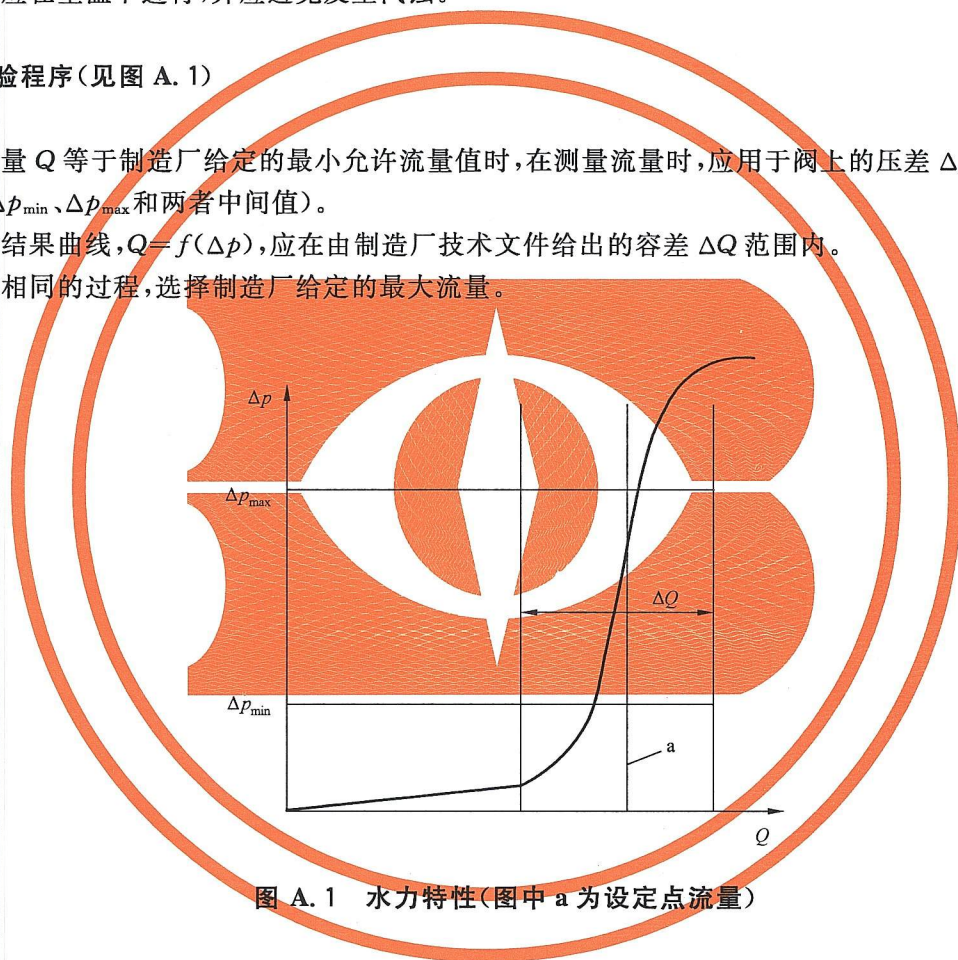 验程序(见图 A.1)
量 Q 等于制造厂给定的最小允许流量值时,在测量流量时,应用于阀上的压差 Δ
Δp_min、Δp_max和两者中间值)。
结果曲线,Q=f(Δp),应在由制造厂技术文件给出的容差 ΔQ 范围内。
相同的过程,选择制造厂给定的最大流量。
Δp
Δp_max
ΔQ
Δp_min
a
Q
图 A.1 水力特性(图中 a 为设定点流量)